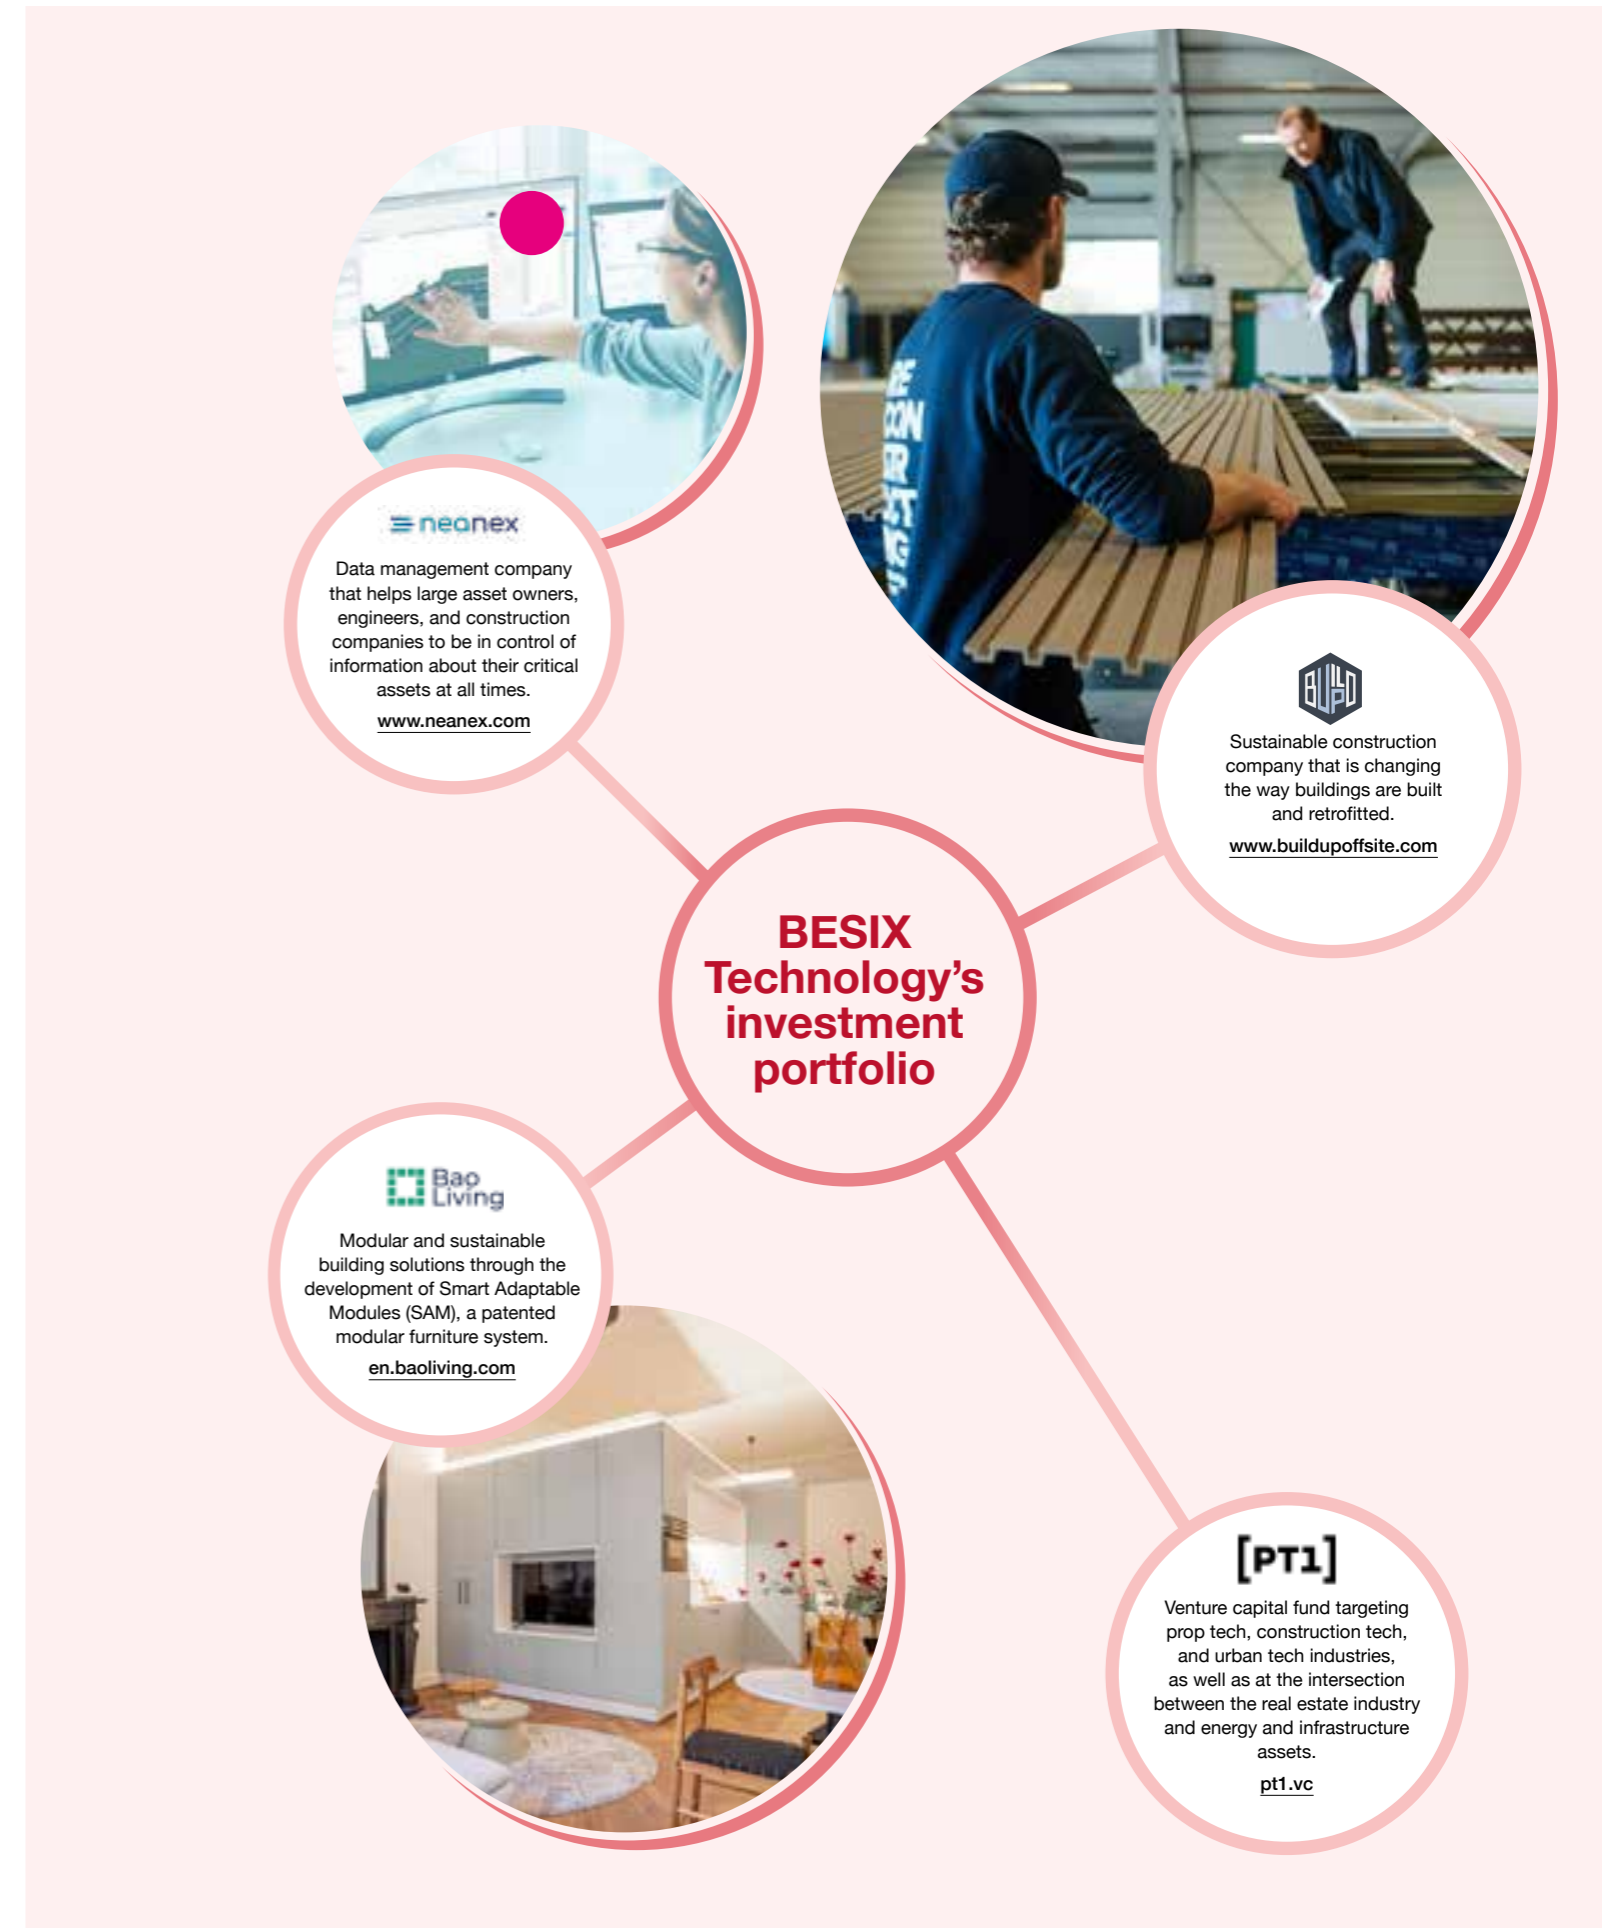 neanex
Data management company
that helps large asset owners,
engineers, and construction
companies to be in control of
information about their critical
assets at all times.
www.neanex.com
BUILD
UP
Sustainable construction
company that is changing
the way buildings are built
and retrofitted.
www.buildupoffsite.com
BESIX
Technology’s
investment
portfolio
Bao
Living
Modular and sustainable
building solutions through the
development of Smart Adaptable
Modules (SAM), a patented
modular furniture system.
en.baoliving.com
[PT1]
Venture capital fund targeting
prop tech, construction tech,
and urban tech industries,
as well as at the intersection
between the real estate industry
and energy and infrastructure
assets.
pt1.vc